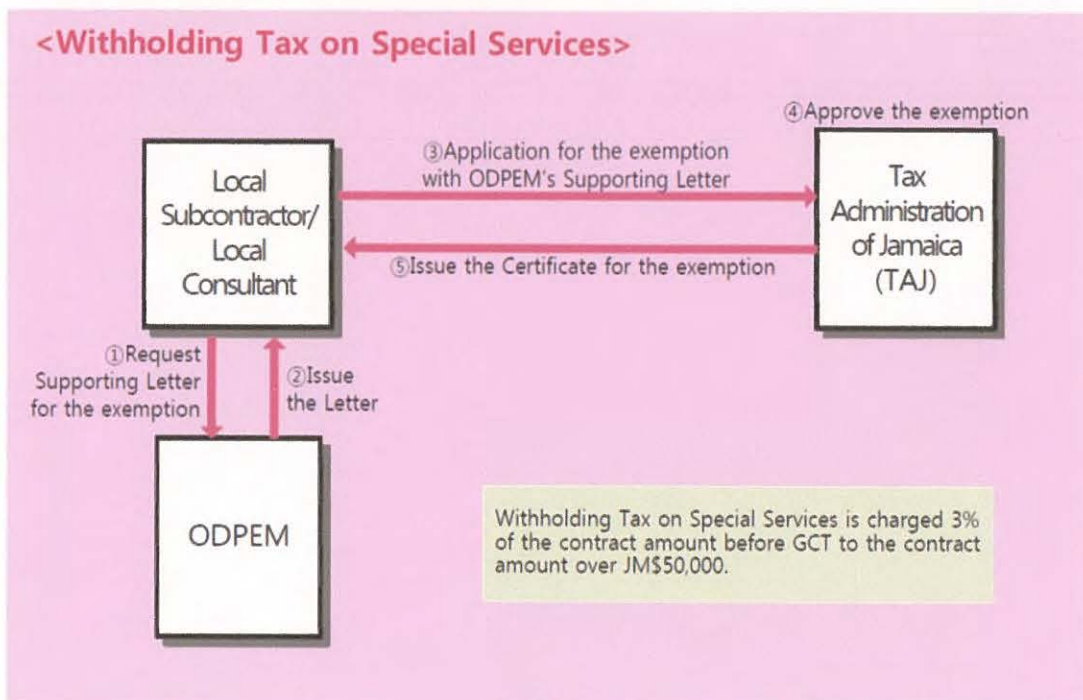 <Withholding Tax on Special Services>
④Approve the exemption
Local
Subcontractor/
Local
Consultant
③Application for the exemption
with ODPEM's Supporting Letter
Tax
Administration
of Jamaica
(TAJ)
⑤Issue the Certificate for the exemption
①Request
Supporting Letter
for the exemption
②Issue
the Letter
ODPEM
Withholding Tax on Special Services is charged 3%
of the contract amount before GCT to the contract
amount over JM$50,000.